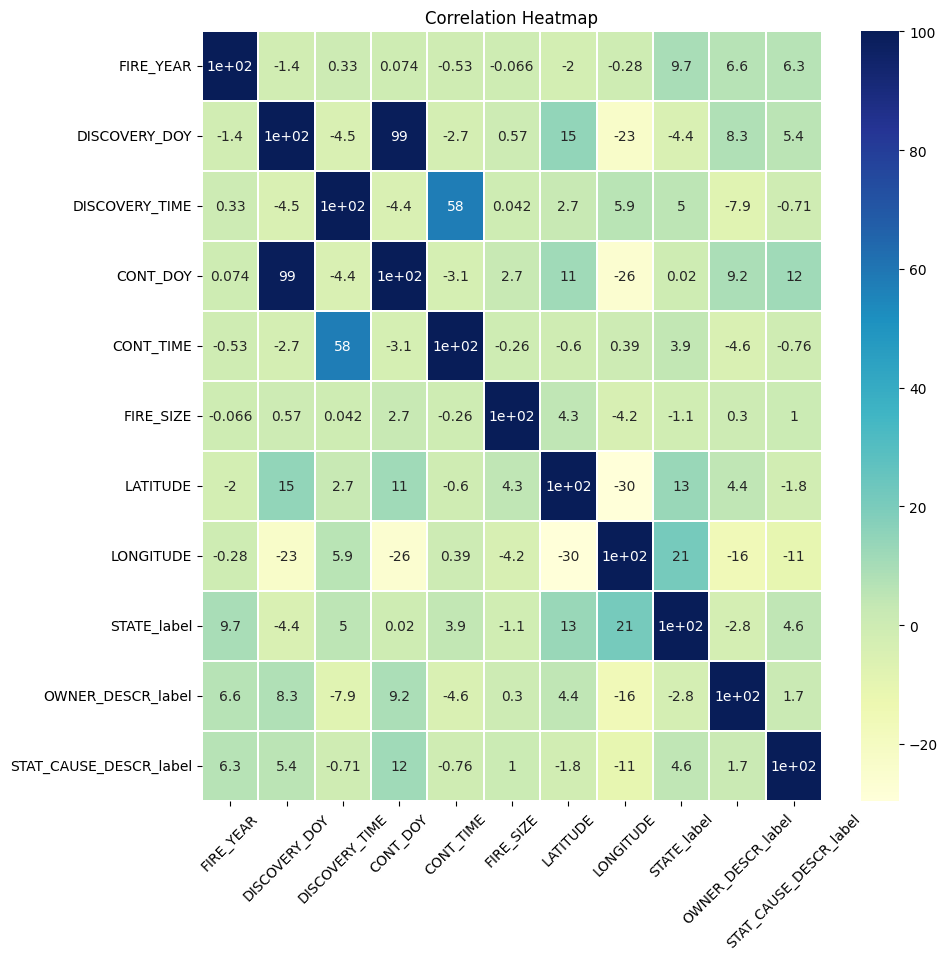 Correlation Heatmap
FIRE_YEAR 1e+02 -1.4 0.33 0.074 -0.53 -0.066 -2 -0.28 9.7 6.6 6.3
DISCOVERY_DOY -1.4 1e+02 -4.5 99 -2.7 0.57 15 -23 -4.4 8.3 5.4
DISCOVERY_TIME 0.33 -4.5 1e+02 -4.4 58 0.042 2.7 5.9 5 -7.9 -0.71
CONT_DOY 0.074 99 -4.4 1e+02 -3.1 2.7 11 -26 0.02 9.2 12
CONT_TIME -0.53 -2.7 58 -3.1 1e+02 -0.26 -0.6 0.39 3.9 -4.6 -0.76
FIRE_SIZE -0.066 0.57 0.042 2.7 -0.26 1e+02 4.3 -4.2 -1.1 0.3 1
LATITUDE -2 15 2.7 11 -0.6 4.3 1e+02 -30 13 4.4 -1.8
LONGITUDE -0.28 -23 5.9 -26 0.39 -4.2 -30 1e+02 21 -16 -11
STATE_label 9.7 -4.4 5 0.02 3.9 -1.1 13 21 1e+02 -2.8 4.6
OWNER_DESCR_label 6.6 8.3 -7.9 9.2 -4.6 0.3 4.4 -16 -2.8 1e+02 1.7
STAT_CAUSE_DESCR_label 6.3 5.4 -0.71 12 -0.76 1 -1.8 -11 4.6 1.7 1e+02
FIRE_YEAR
DISCOVERY_DOY
DISCOVERY_TIME
CONT_DOY
CONT_TIME
FIRE_SIZE
LATITUDE
LONGITUDE
STATE_label
OWNER_DESCR_label
STAT_CAUSE_DESCR_label
100
80
60
40
20
0
−20